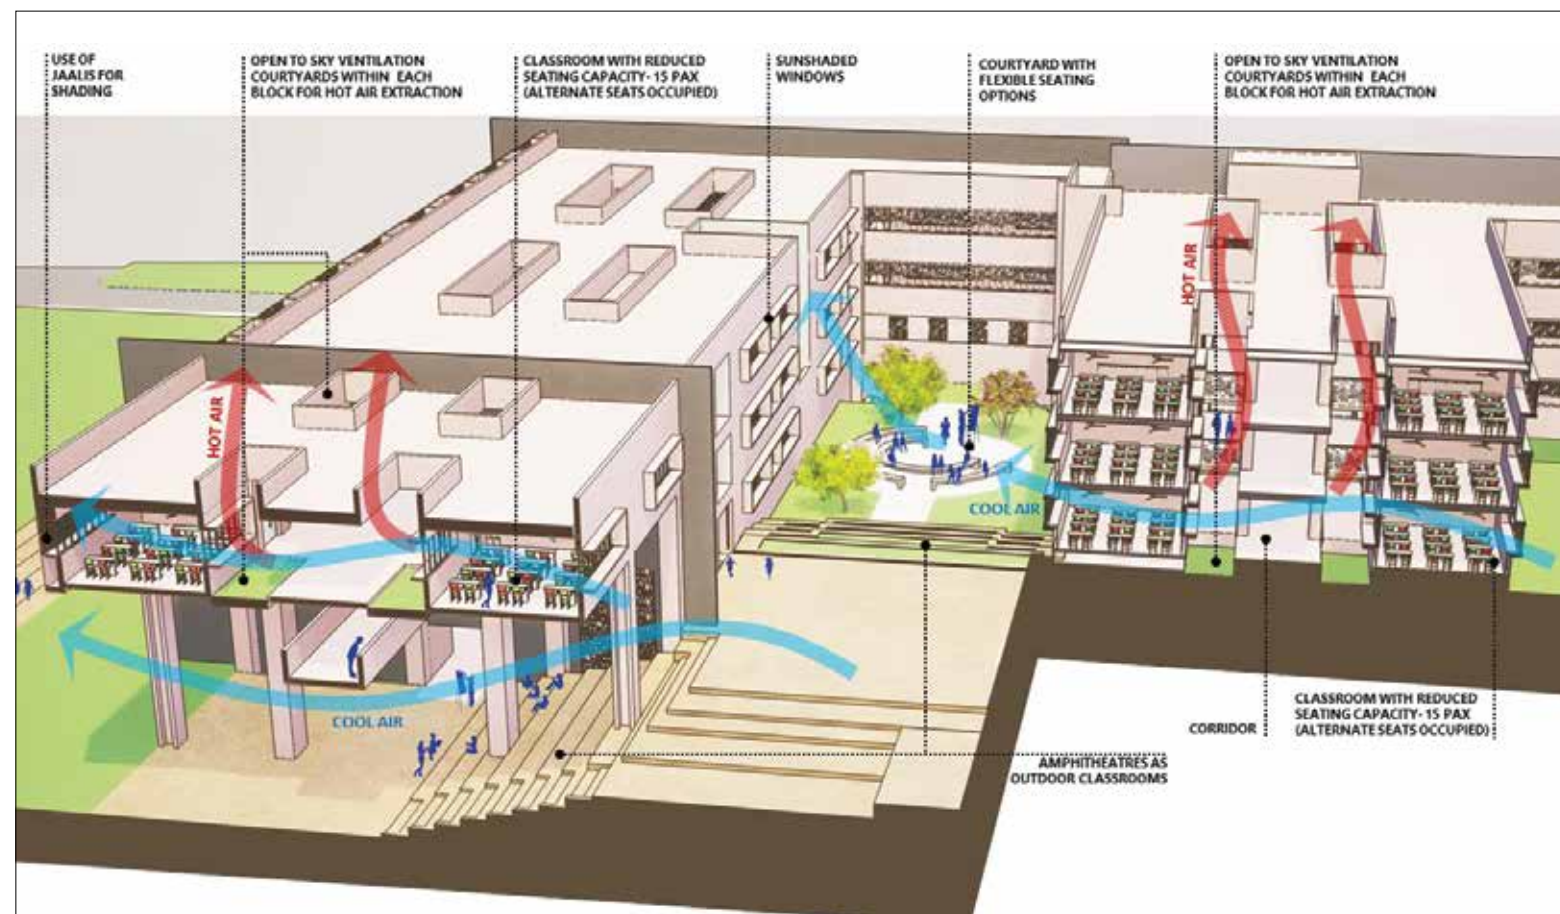 USE OF
JAALIS FOR
SHADING
OPEN TO SKY VENTILATION
COURTYARDS WITHIN EACH
BLOCK FOR HOT AIR EXTRACTION
CLASSROOM WITH REDUCED
SEATING CAPACITY- 15 PAX
(ALTERNATE SEATS OCCUPIED)
SUNSHADED
WINDOWS
COURTYARD WITH
FLEXIBLE SEATING
OPTIONS
OPEN TO SKY VENTILATION
COURTYARDS WITHIN EACH
BLOCK FOR HOT AIR EXTRACTION
HOT AIR
HOT AIR
COOL AIR
COOL AIR
CORRIDOR
CLASSROOM WITH REDUCED
SEATING CAPACITY- 15 PAX
(ALTERNATE SEATS OCCUPIED)
AMPHITHEATRES AS
OUTDOOR CLASSROOMS